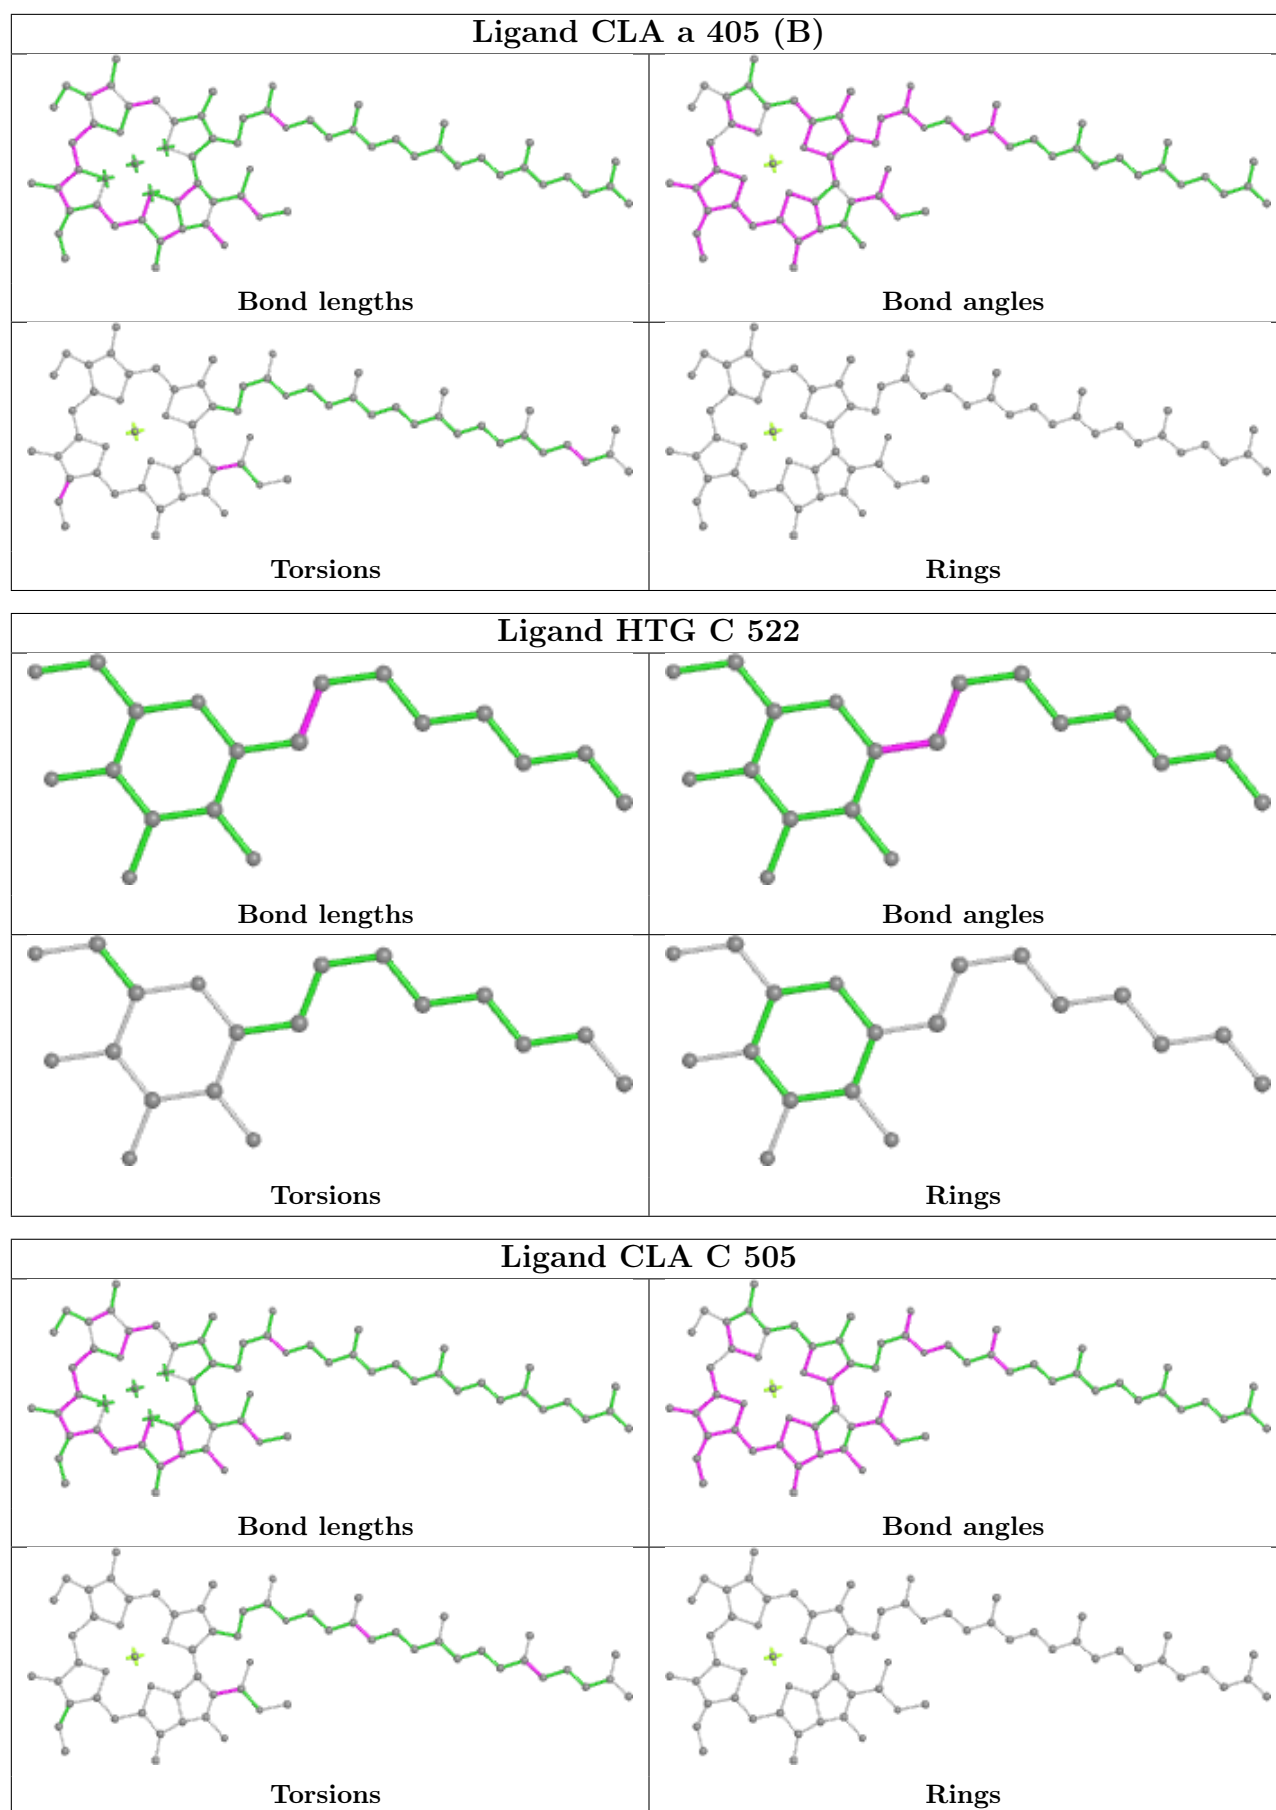 Ligand CLA a 405 (B)
Bond lengths
Bond angles
Torsions
Rings
Ligand HTG C 522
Bond lengths
Bond angles
Torsions
Rings
Ligand CLA C 505
Bond lengths
Bond angles
Torsions
Rings